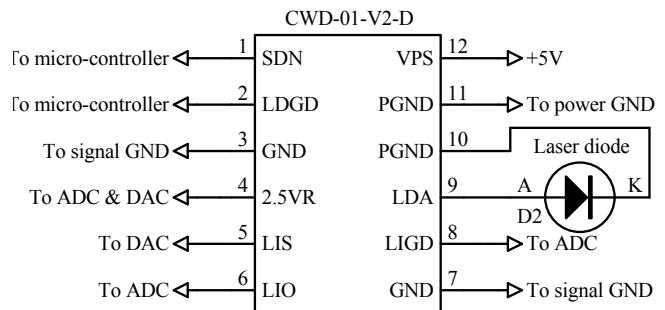 CWD-01-V2-D
To micro-controller 1 SDN VPS 12 +5V
To micro-controller 2 LDGD PGND 11 To power GND
To signal GND 3 GND PGND 10
Laser diode
To ADC & DAC 4 2.5VR LDA 9 A K
D2
To DAC 5 LIS LIGD 8 To ADC
To ADC 6 LIO GND 7 To signal GND